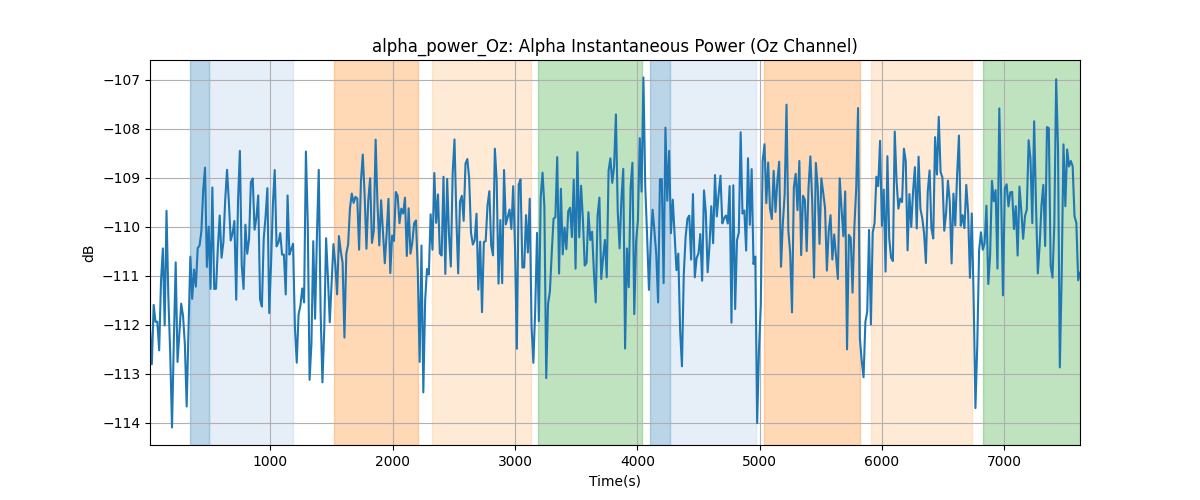 alpha_power_Oz: Alpha Instantaneous Power (Oz Channel)
−107
−108
−109
−110
−111
−112
−113
−114
dB
1000 2000 3000 4000 5000 6000 7000
Time(s)